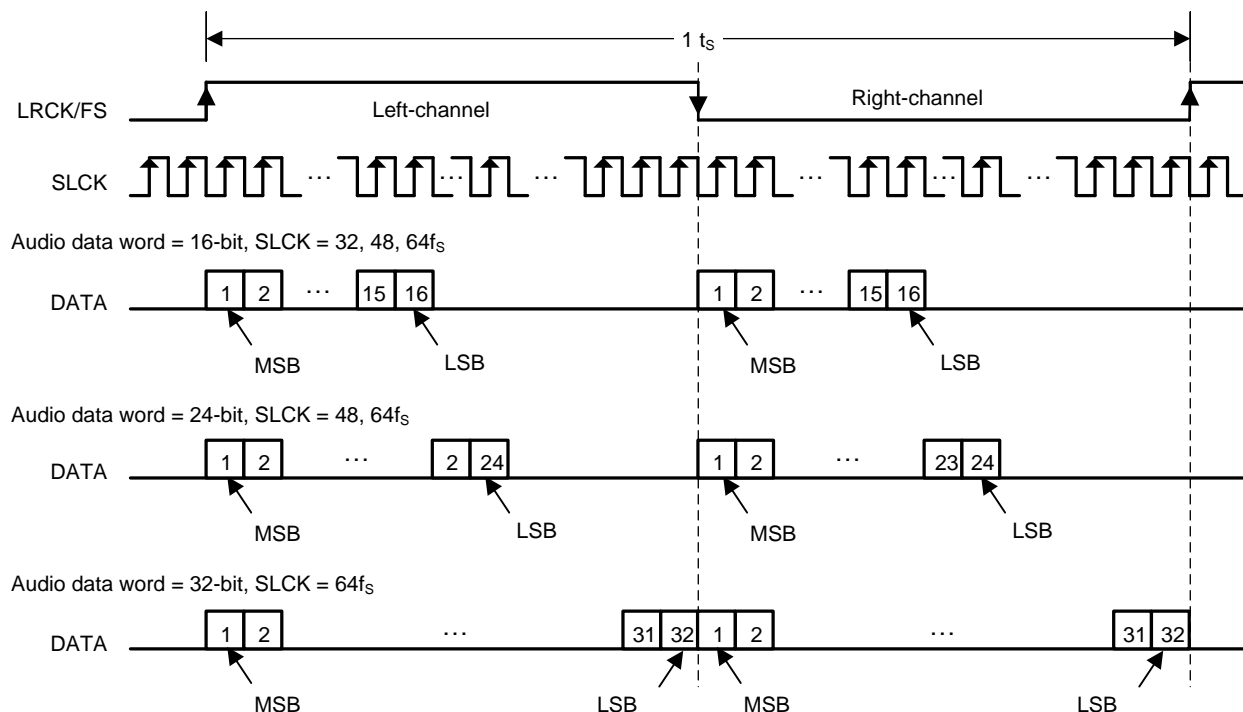 1 tS
LRCK/FS
Left-channel
Right-channel
SLCK
... ... ... ... ... ...
Audio data word = 16-bit, SLCK = 32, 48, 64fS
DATA 1 2 ... 15 16 1 2 ... 15 16
MSB LSB MSB LSB
Audio data word = 24-bit, SLCK = 48, 64fS
DATA 1 2 ... 2 24 1 2 ... 23 24
MSB LSB MSB LSB
Audio data word = 32-bit, SLCK = 64fS
DATA 1 2 ... 31 32 1 2 ... 31 32
MSB LSB MSB LSB